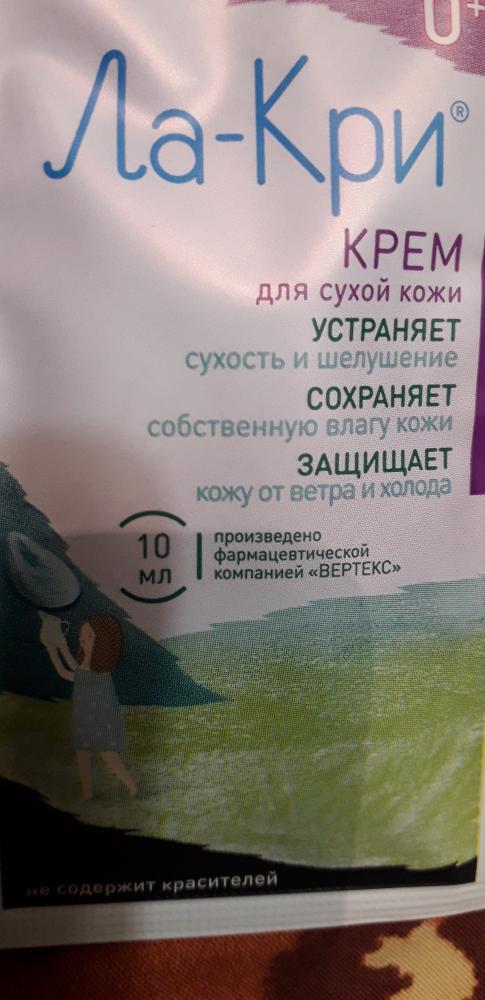 0+
Ла-Кри®
КРЕМ
для сухой кожи
УСТРАНЯЕТ
сухость и шелушение
СОХРАНЯЕТ
собственную влагу кожи
ЗАЩИЩАЕТ
кожу от ветра и холода
10
мл
произведено
фармацевтической
компанией «ВЕРТЕКС»
не содержит красителей